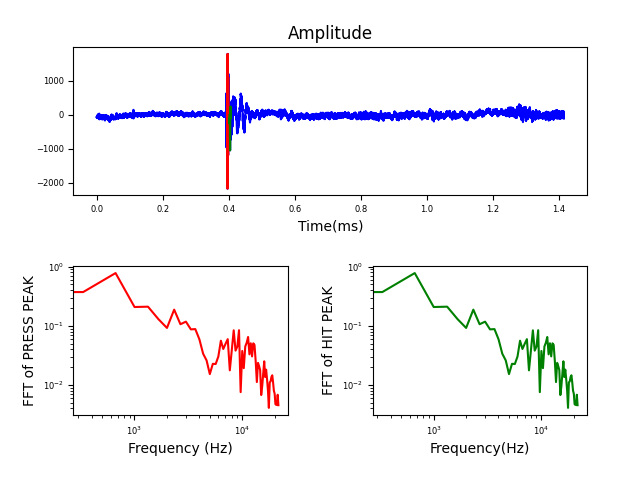 Amplitude
1000
0
−1000
−2000
0.0 0.2 0.4 0.6 0.8 1.0 1.2 1.4
Time(ms)
FFT of PRESS PEAK
10⁰
10⁻¹
10⁻²
10³ 10⁴
Frequency (Hz)
FFT of HIT PEAK
10⁰
10⁻¹
10⁻²
10³ 10⁴
Frequency(Hz)